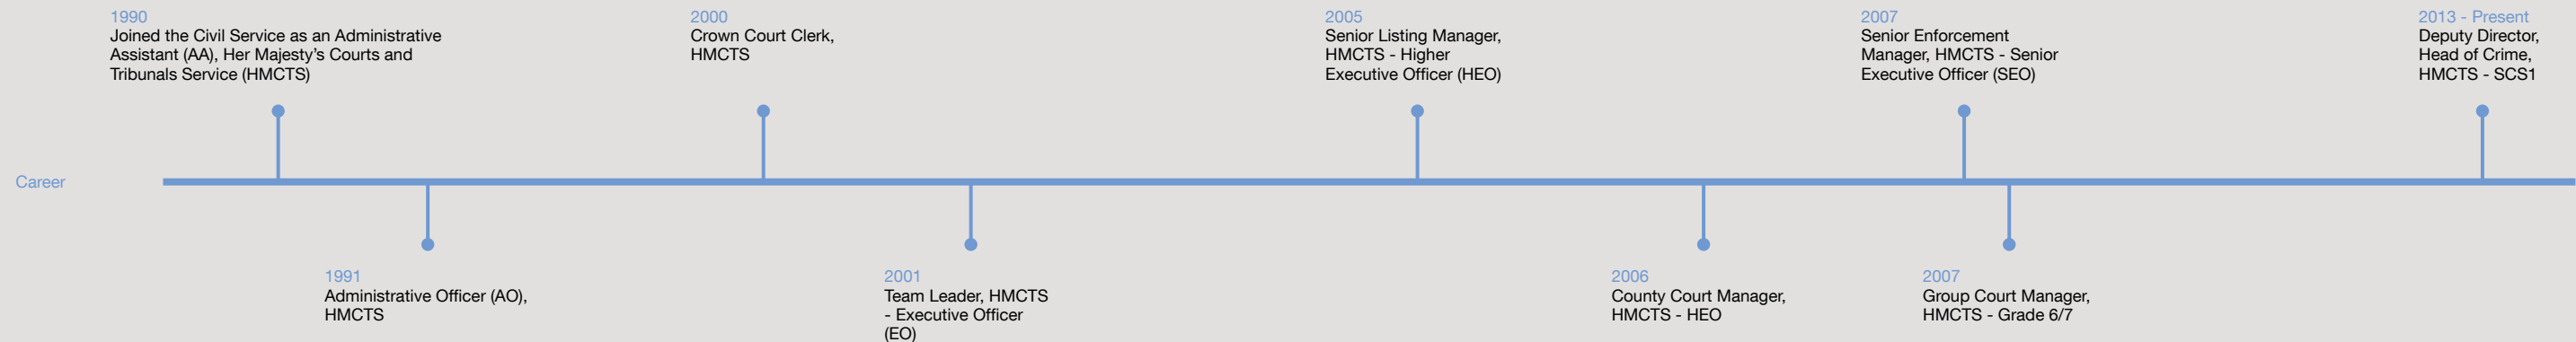 1990
Joined the Civil Service as an Administrative
Assistant (AA), Her Majesty’s Courts and
Tribunals Service (HMCTS)
2000
Crown Court Clerk,
HMCTS
2005
Senior Listing Manager,
HMCTS - Higher
Executive Officer (HEO)
2007
Senior Enforcement
Manager, HMCTS - Senior
Executive Officer (SEO)
2013 - Present
Deputy Director,
Head of Crime,
HMCTS - SCS1
Career
1991
Administrative Officer (AO),
HMCTS
2001
Team Leader, HMCTS
- Executive Officer
(EO)
2006
County Court Manager,
HMCTS - HEO
2007
Group Court Manager,
HMCTS - Grade 6/7